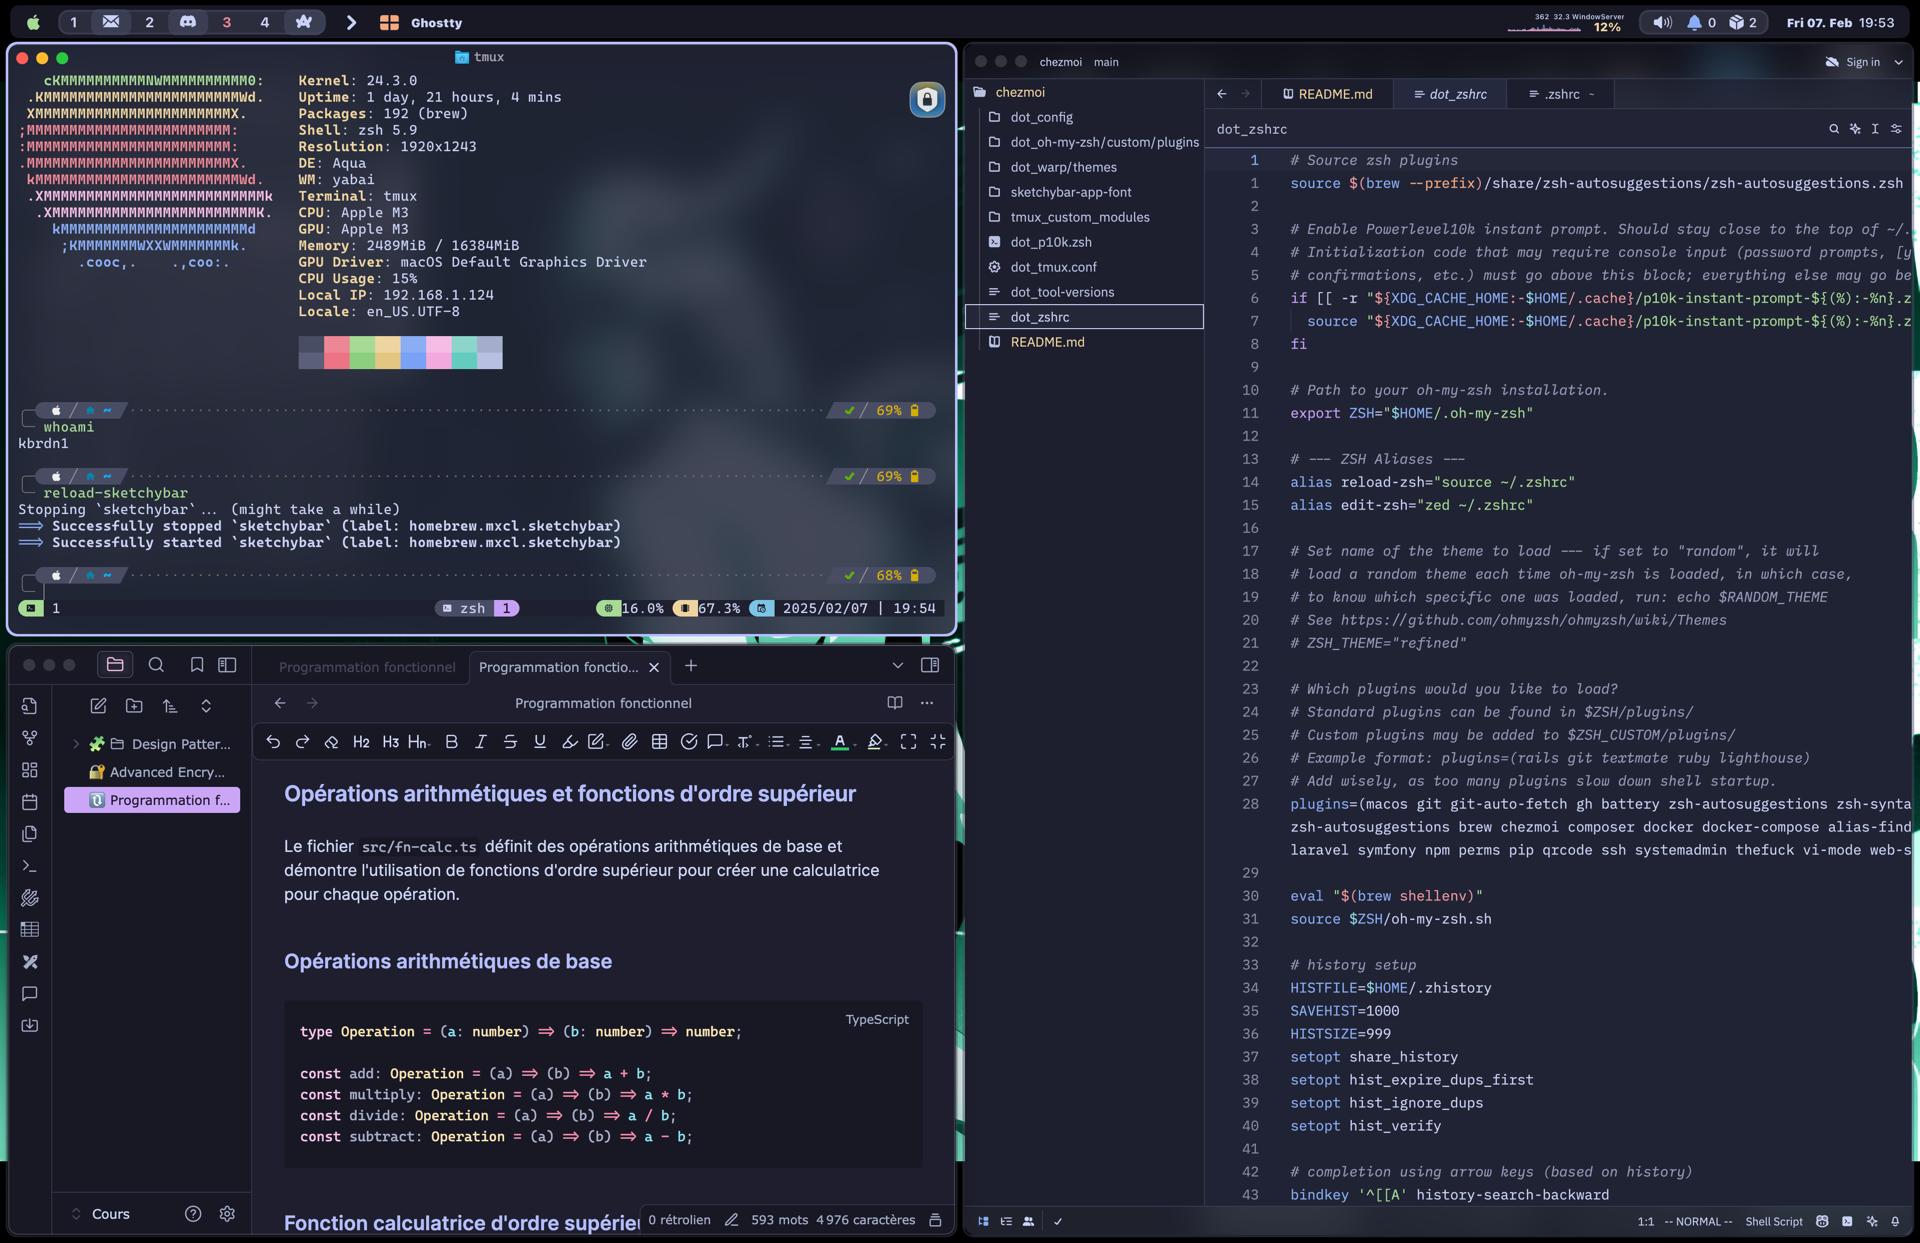 1 2 3 4 Ghostty
362 32.3 WindowServer
12%
0 2
Fri 07. Feb 19:53
tmux
cKMMMMMMMMMMNWMMMMMMMMMM0:
.KMMMMMMMMMMMMMMMMMMMMMMMWd.
XMMMMMMMMMMMMMMMMMMMMMMMX.
;MMMMMMMMMMMMMMMMMMMMMMMM:
:MMMMMMMMMMMMMMMMMMMMMMMM:
.MMMMMMMMMMMMMMMMMMMMMMMMX.
kMMMMMMMMMMMMMMMMMMMMMMMMWd.
.XMMMMMMMMMMMMMMMMMMMMMMMMMMk
.XMMMMMMMMMMMMMMMMMMMMMMMMK.
kMMMMMMMMMMMMMMMMMMMMMMd
;KMMMMMMMWXXWMMMMMMMk.
.cooc,. .,coo:.
Kernel: 24.3.0
Uptime: 1 day, 21 hours, 4 mins
Packages: 192 (brew)
Shell: zsh 5.9
Resolution: 1920x1243
DE: Aqua
WM: yabai
Terminal: tmux
CPU: Apple M3
GPU: Apple M3
Memory: 2489MiB / 16384MiB
GPU Driver: macOS Default Graphics Driver
CPU Usage: 15%
Local IP: 192.168.1.124
Locale: en_US.UTF-8
~ 69%
whoami
kbrdn1
~ 69%
reload-sketchybar
Stopping `sketchybar`... (might take a while)
==> Successfully stopped `sketchybar` (label: homebrew.mxcl.sketchybar)
==> Successfully started `sketchybar` (label: homebrew.mxcl.sketchybar)
~ 68%
1 zsh 1 16.0% 67.3% 2025/02/07 | 19:54
Programmation fonctionnel
Programmation fonctio...
Programmation fonctionnel
H2 H3 Hn B I S U A
Design Patter...
Advanced Encry...
Programmation f...
Cours
Opérations arithmétiques et fonctions d'ordre supérieur
Le fichier src/fn-calc.ts définit des opérations arithmétiques de base et
démontre l'utilisation de fonctions d'ordre supérieur pour créer une calculatrice
pour chaque opération.
Opérations arithmétiques de base
TypeScript
type Operation = (a: number) => (b: number) => number;
const add: Operation = (a) => (b) => a + b;
const multiply: Operation = (a) => (b) => a * b;
const divide: Operation = (a) => (b) => a / b;
const subtract: Operation = (a) => (b) => a - b;
Fonction calculatrice d'ordre supérieu
0 rétrolien 593 mots 4 976 caractères
chezmoi main
Sign in
chezmoi
dot_config
dot_oh-my-zsh/custom/plugins
dot_warp/themes
sketchybar-app-font
tmux_custom_modules
dot_p10k.zsh
dot_tmux.conf
dot_tool-versions
dot_zshrc
README.md
README.md dot_zshrc .zshrc ~
dot_zshrc
1 # Source zsh plugins
1 source $(brew --prefix)/share/zsh-autosuggestions/zsh-autosuggestions.zsh
2
3 # Enable Powerlevel10k instant prompt. Should stay close to the top of ~/.
4 # Initialization code that may require console input (password prompts, [y
5 # confirmations, etc.) must go above this block; everything else may go be
6 if [[ -r "${XDG_CACHE_HOME:-$HOME/.cache}/p10k-instant-prompt-${(%):-%n}.z
7 source "${XDG_CACHE_HOME:-$HOME/.cache}/p10k-instant-prompt-${(%):-%n}.z
8 fi
9
10 # Path to your oh-my-zsh installation.
11 export ZSH="$HOME/.oh-my-zsh"
12
13 # --- ZSH Aliases ---
14 alias reload-zsh="source ~/.zshrc"
15 alias edit-zsh="zed ~/.zshrc"
16
17 # Set name of the theme to load --- if set to "random", it will
18 # load a random theme each time oh-my-zsh is loaded, in which case,
19 # to know which specific one was loaded, run: echo $RANDOM_THEME
20 # See https://github.com/ohmyzsh/ohmyzsh/wiki/Themes
21 # ZSH_THEME="refined"
22
23 # Which plugins would you like to load?
24 # Standard plugins can be found in $ZSH/plugins/
25 # Custom plugins may be added to $ZSH_CUSTOM/plugins/
26 # Example format: plugins=(rails git textmate ruby lighthouse)
27 # Add wisely, as too many plugins slow down shell startup.
28 plugins=(macos git git-auto-fetch gh battery zsh-autosuggestions zsh-synta
zsh-autosuggestions brew chezmoi composer docker docker-compose alias-find
laravel symfony npm perms pip qrcode ssh systemadmin thefuck vi-mode web-s
29
30 eval "$(brew shellenv)"
31 source $ZSH/oh-my-zsh.sh
32
33 # history setup
34 HISTFILE=$HOME/.zhistory
35 SAVEHIST=1000
36 HISTSIZE=999
37 setopt share_history
38 setopt hist_expire_dups_first
39 setopt hist_ignore_dups
40 setopt hist_verify
41
42 # completion using arrow keys (based on history)
43 bindkey '^[[A' history-search-backward
1:1 -- NORMAL -- Shell Script